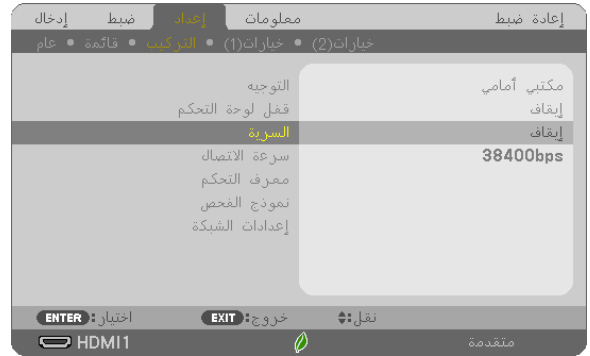 إدخال ضبط إعداد معلومات إعادة ضبط
عام • قائمة • التركيب • خيارات(1) • خيارات(2)
التوجيه مكتبي أمامي
قفل لوحة التحكم إيقاف
السرية إيقاف
سرعة الاتصال 38400bps
معرف التحكم
نموذج الفحص
إعدادات الشبكة
ENTER :اختيار EXIT :خروج نقل:
HDMI1 متقدمة